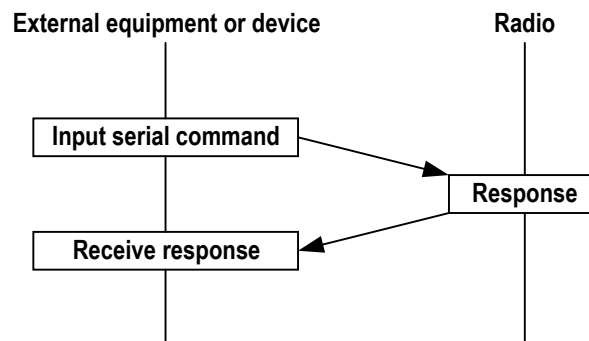 External equipment or device
Radio
Input serial command
Response
Receive response